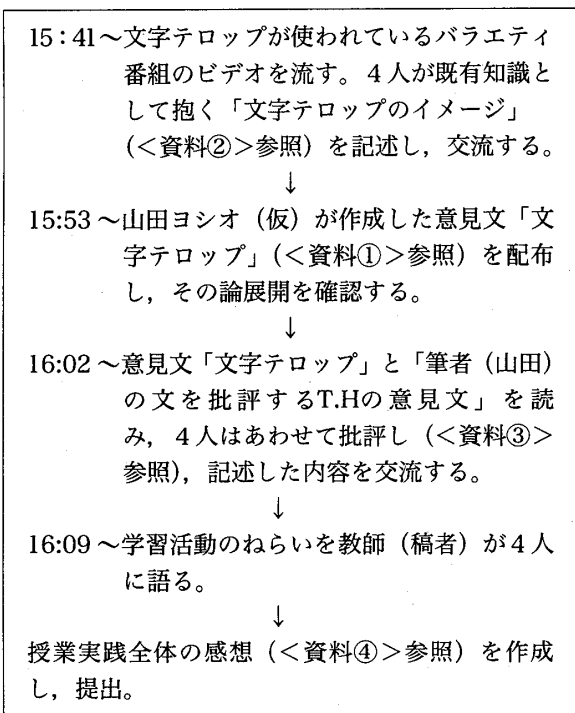 15:41～文字テロップが使われているバラエティ
番組のビデオを流す。4人が既有知識と
して抱く「文字テロップのイメージ」
(<資料②>参照)を記述し，交流する。
↓
15:53～山田ヨシオ(仮)が作成した意見文「文
字テロップ」(<資料①>参照)を配布
し，その論展開を確認する。
↓
16:02～意見文「文字テロップ」と「筆者(山田)
の文を批評するT.Hの意見文」を読
み，4人はあわせて批評し(<資料③>
参照)，記述した内容を交流する。
↓
16:09～学習活動のねらいを教師(稿者)が4人
に語る。
↓
授業実践全体の感想(<資料④>参照)を作成
し，提出。